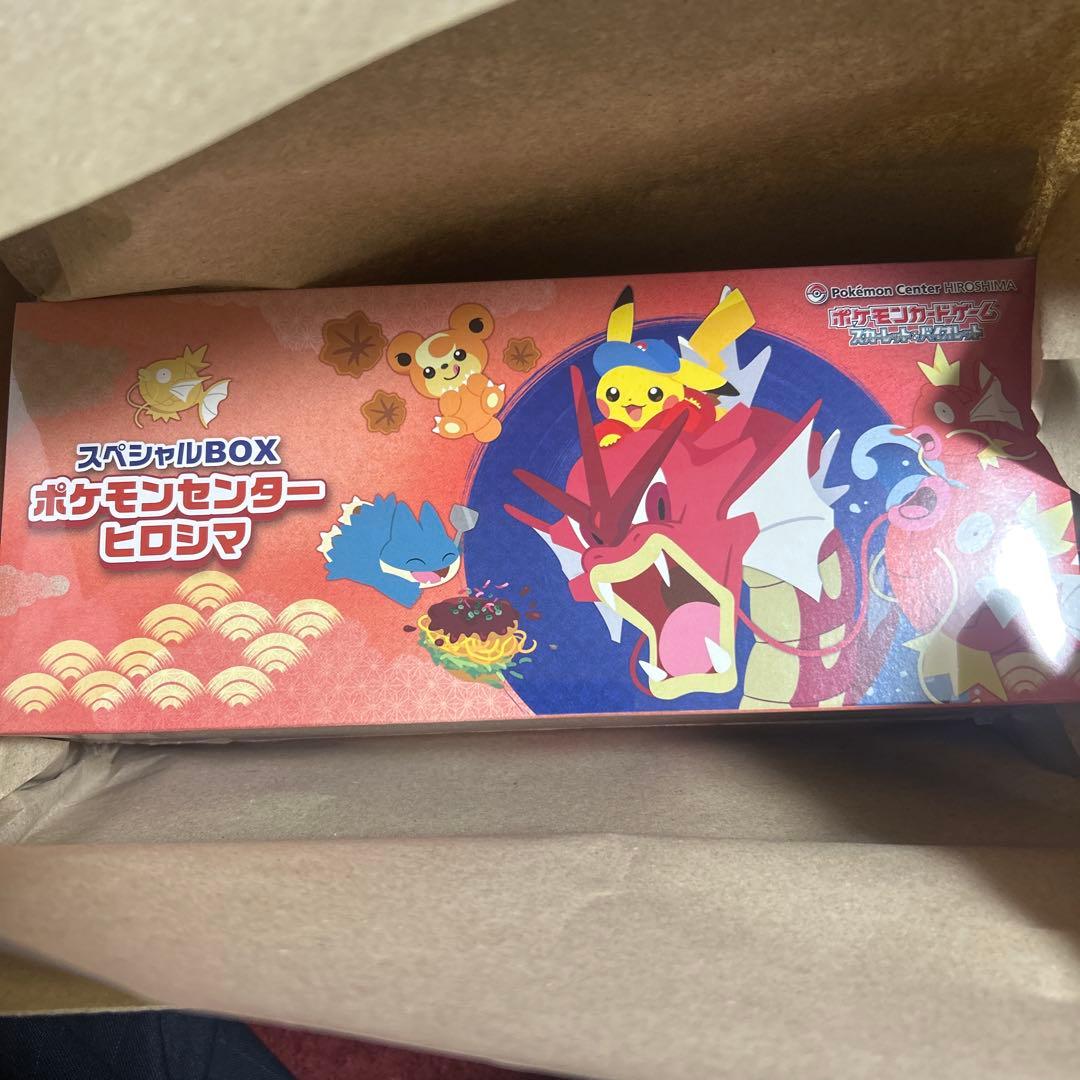 Pokémon Center HIROSHIMA
ポケモンカードゲーム
スカーレット&バイオレット
スペシャルBOX
ポケモンセンター
ヒロシマ